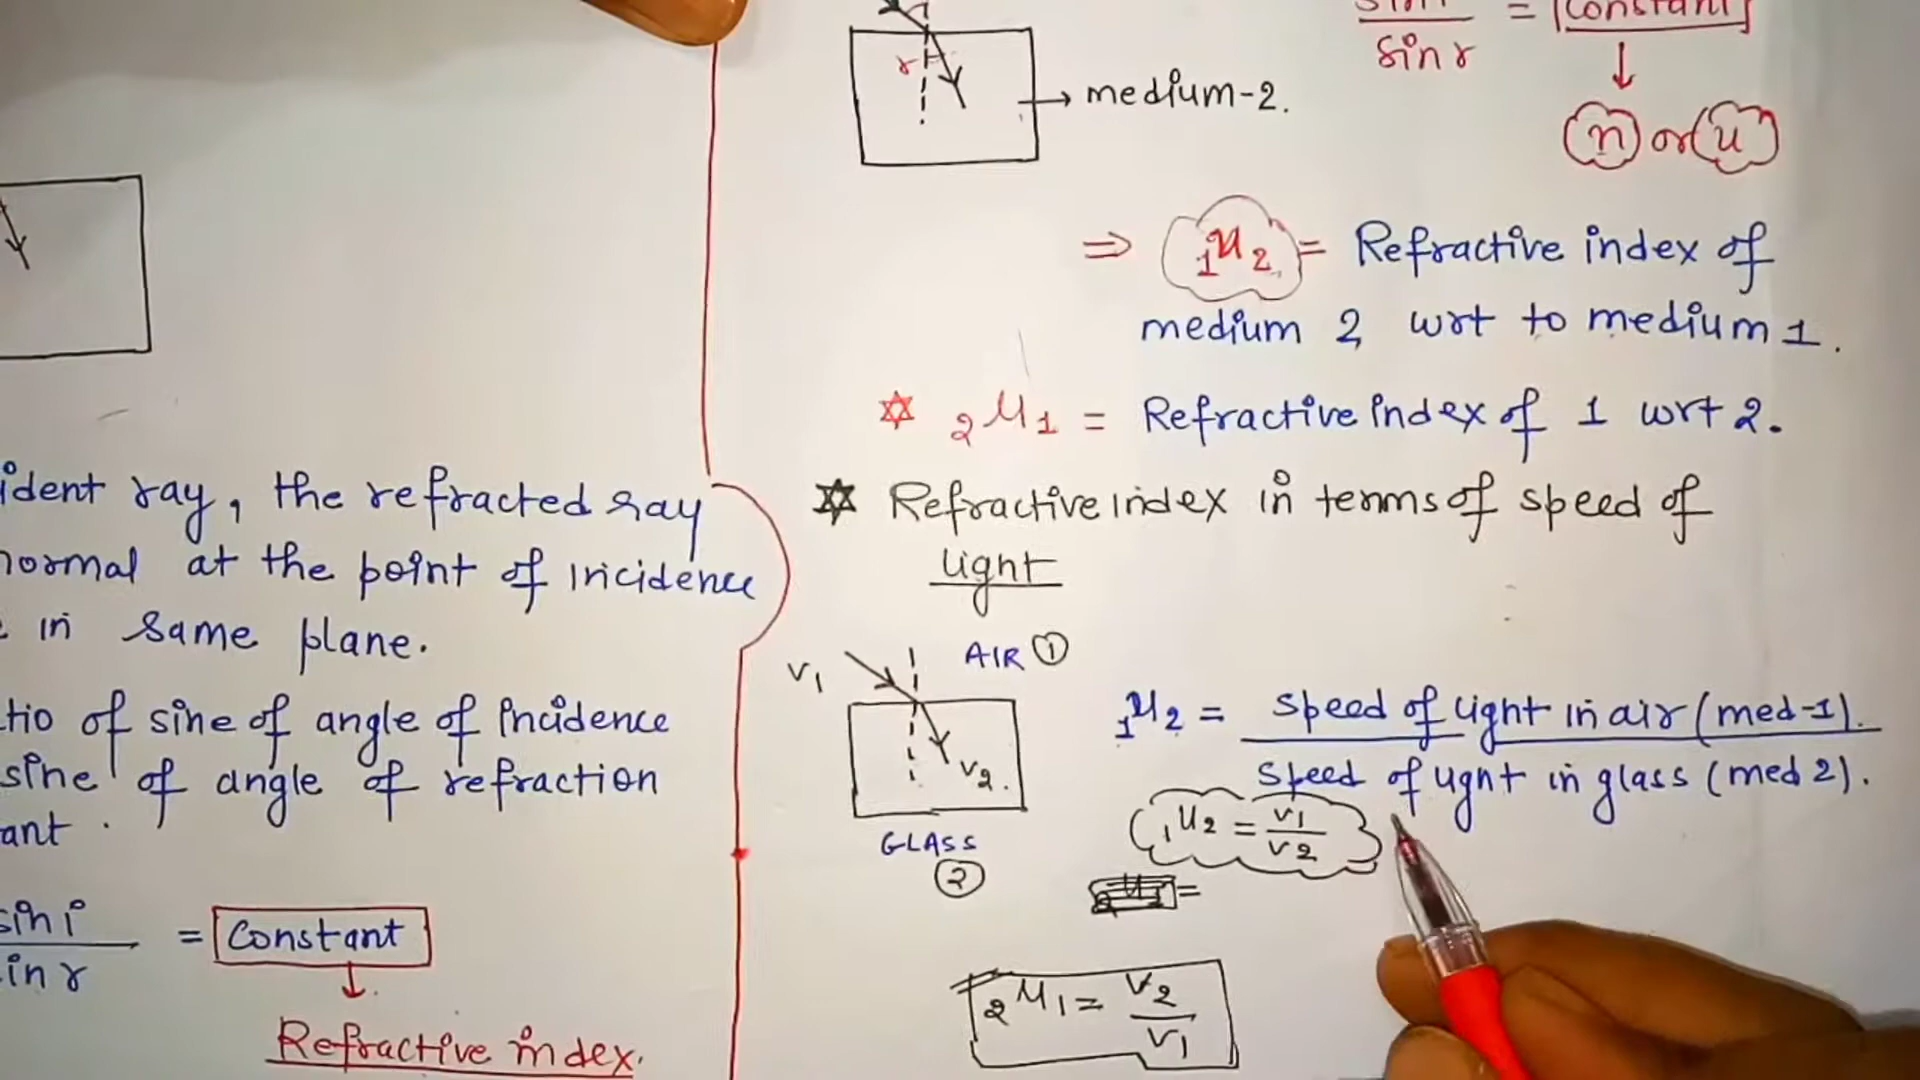 ident ray, the refracted ray
normal at the point of incidence
in same plane.
tio of sine of angle of incidence
sine of angle of refraction
ant.
sin i
in r
= Constant
Refractive index.
r
→ medium-2.
sin r
= Constant
n or u
⇒ ₁u₂ = Refractive index of
medium 2 wrt to medium 1.
₂μ₁ = Refractive index of 1 wrt 2.
Refractive index in terms of speed of
light
V₁
AIR ①
V₂.
GLASS
②
₁u₂ = speed of light in air (med-1).
speed of light in glass (med 2).
₁u₂ = V₁
V₂
=
₂μ₁ = V₂
V₁